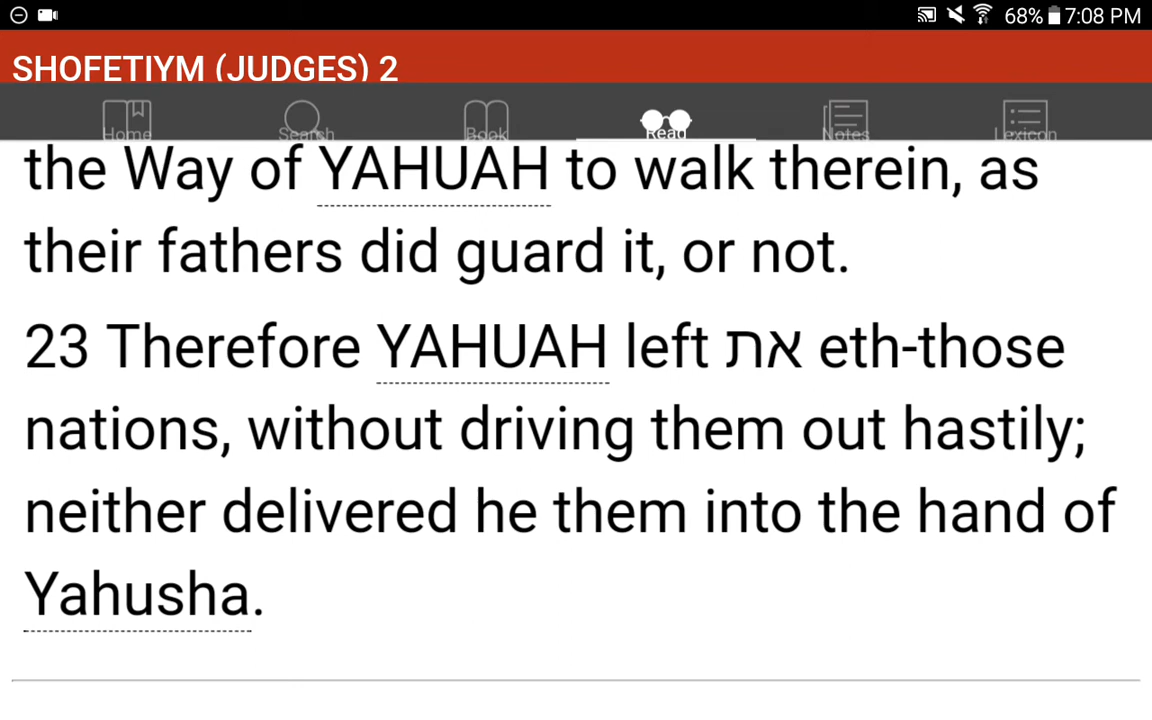 68% 7:08 PM
SHOFETIYM (JUDGES) 2
Home Search Book Read Notes Lexicon
the Way of YAHUAH to walk therein, as
their fathers did guard it, or not.
23 Therefore YAHUAH left את eth-those
nations, without driving them out hastily;
neither delivered he them into the hand of
Yahusha.